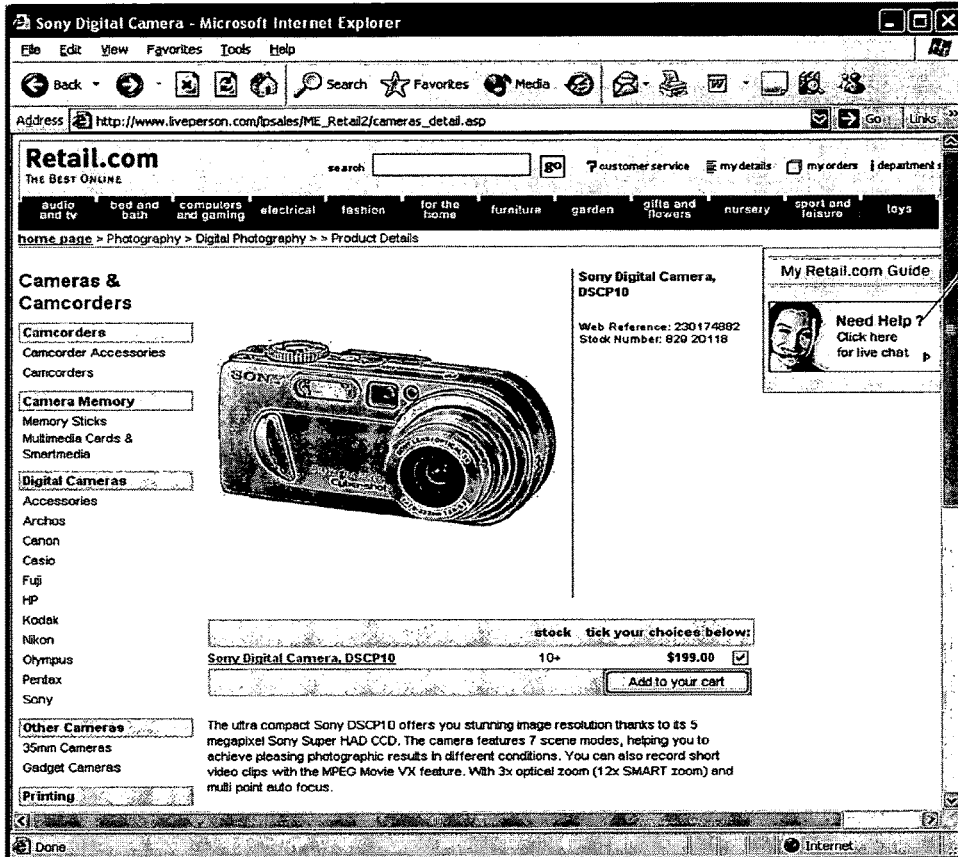 Sony Digital Camera - Microsoft Internet Explorer
File Edit View Favorites Tools Help
Back Search Favorites Media
Address http://www.liveperson.com/lpsales/ME_Retail2/cameras_detail.asp Go Links »
Retail.com
THE BEST ONLINE
search go ? customer service my details my orders i departments
audio and tv bed and bath computers and gaming electrical fashion for the home furniture garden gifts and flowers nursery sport and leisure toys
home page > Photography > Digital Photography > > Product Details
Cameras &
Camcorders
Camcorders
Camcorder Accessories
Camcorders
Camera Memory
Memory Sticks
Multimedia Cards &
Smartmedia
Digital Cameras
Accessories
Archos
Canon
Casio
Fuji
HP
Kodak
Nikon
Olympus
Pentax
Sony
Other Cameras
35mm Cameras
Gadget Cameras
Printing
SONY
Cybershot
Sony Digital Camera,
DSCP10
Web Reference: 230174882
Stock Number: 829 20118
My Retail.com Guide
Need Help ?
Click here
for live chat
stock tick your choices below:
Sony Digital Camera, DSCP10 10+ $199.00
Add to your cart
The ultra compact Sony DSCP10 offers you stunning image resolution thanks to its 5
megapixel Sony Super HAD CCD. The camera features 7 scene modes, helping you to
achieve pleasing photographic results in different conditions. You can also record short
video clips with the MPEG Movie VX feature. With 3x optical zoom (12x SMART zoom) and
multi point auto focus.
Done Internet